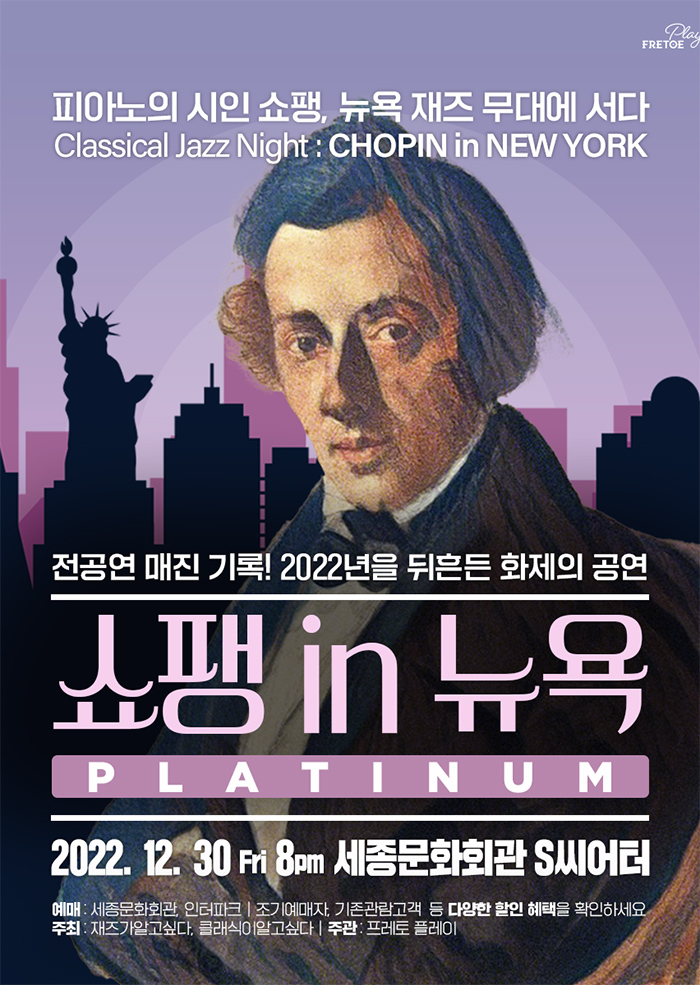 Play
FRETOE
피아노의 시인 쇼팽, 뉴욕 재즈 무대에 서다
Classical Jazz Night : CHOPIN in NEW YORK
전공연 매진 기록! 2022년을 뒤흔든 화제의 공연
쇼팽 in 뉴욕
PLATINUM
2022. 12. 30 Fri 8pm 세종문화회관 S씨어터
예매 : 세종문화회관, 인터파크 | 조기예매자, 기존관람고객 등 다양한 할인 혜택을 확인하세요
주최 : 재즈가알고싶다, 클래식이알고싶다 | 주관 : 프레토 플레이